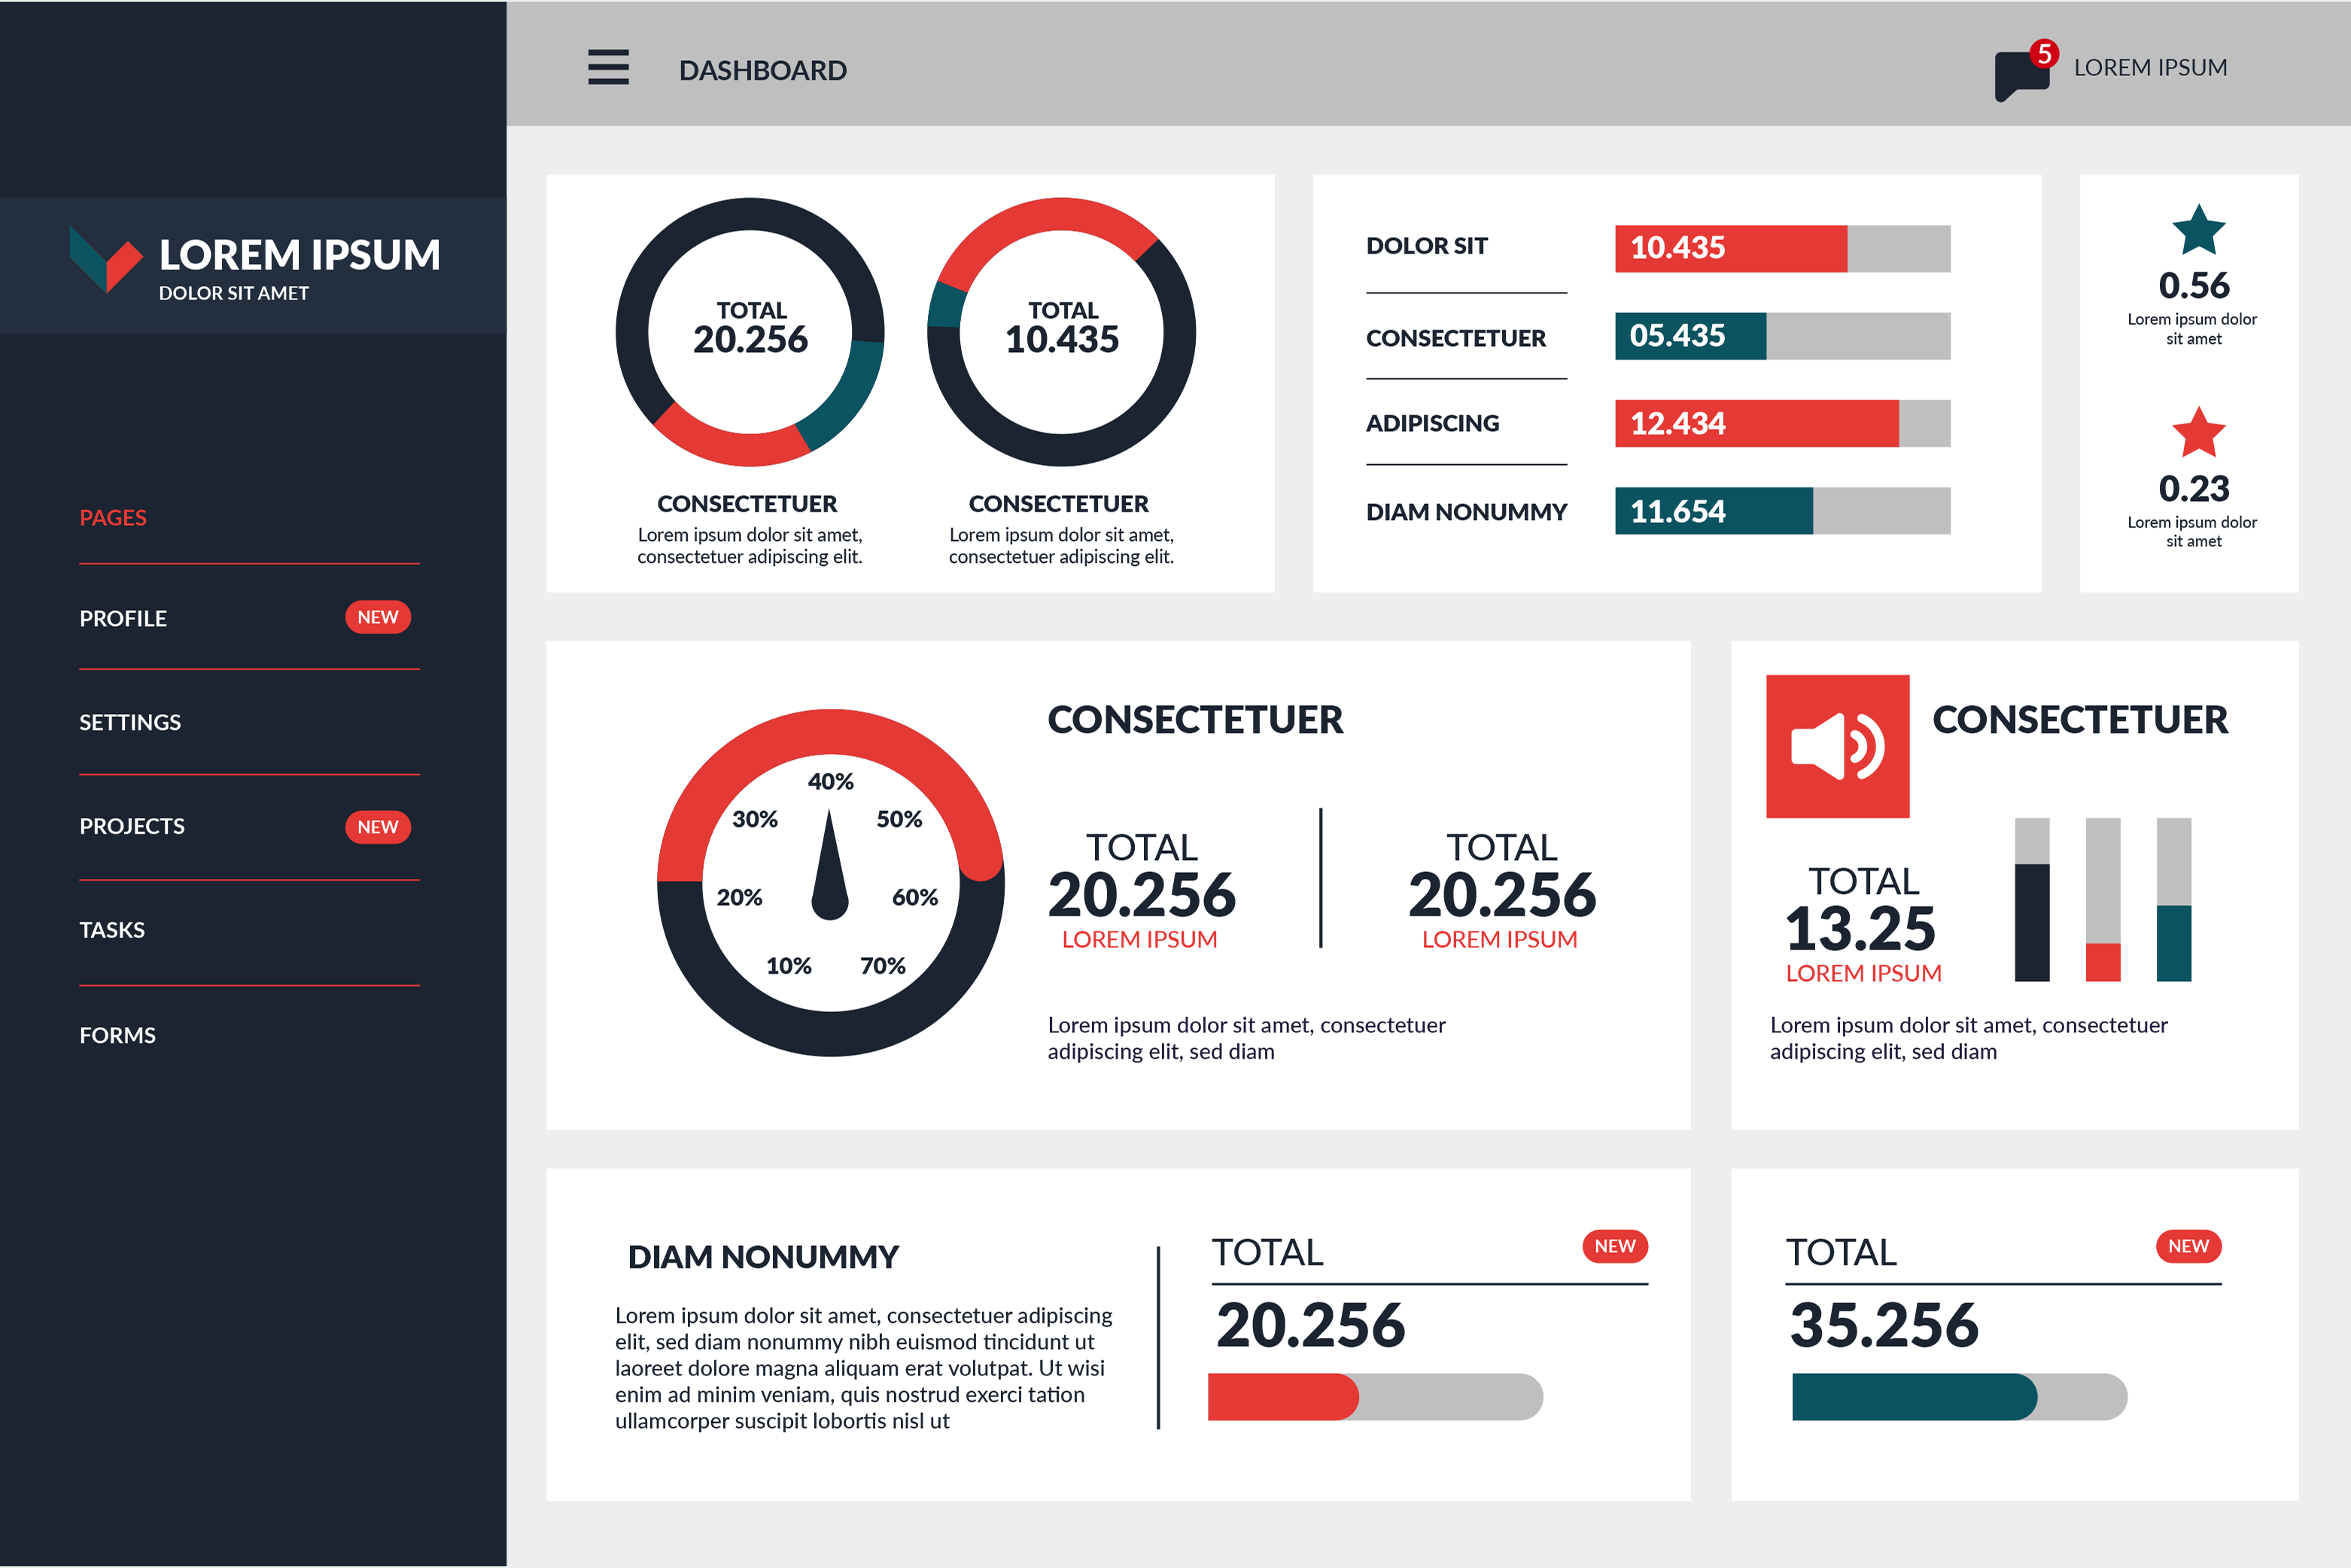 LOREM IPSUM
DOLOR SIT AMET
PAGES
PROFILE
NEW
SETTINGS
PROJECTS
NEW
TASKS
FORMS
DASHBOARD
5
LOREM IPSUM
TOTAL
20.256
CONSECTETUER
Lorem ipsum dolor sit amet,
consectetuer adipiscing elit.
TOTAL
10.435
CONSECTETUER
Lorem ipsum dolor sit amet,
consectetuer adipiscing elit.
DOLOR SIT
10.435
CONSECTETUER
05.435
ADIPISCING
12.434
DIAM NONUMMY
11.654
0.56
Lorem ipsum dolor
sit amet
0.23
Lorem ipsum dolor
sit amet
40%
30%
50%
20%
60%
10%
70%
CONSECTETUER
TOTAL
20.256
LOREM IPSUM
TOTAL
20.256
LOREM IPSUM
Lorem ipsum dolor sit amet, consectetuer
adipiscing elit, sed diam
CONSECTETUER
TOTAL
13.25
LOREM IPSUM
Lorem ipsum dolor sit amet, consectetuer
adipiscing elit, sed diam
DIAM NONUMMY
Lorem ipsum dolor sit amet, consectetuer adipiscing
elit, sed diam nonummy nibh euismod tincidunt ut
laoreet dolore magna aliquam erat volutpat. Ut wisi
enim ad minim veniam, quis nostrud exerci tation
ullamcorper suscipit lobortis nisl ut
TOTAL
NEW
20.256
TOTAL
NEW
35.256